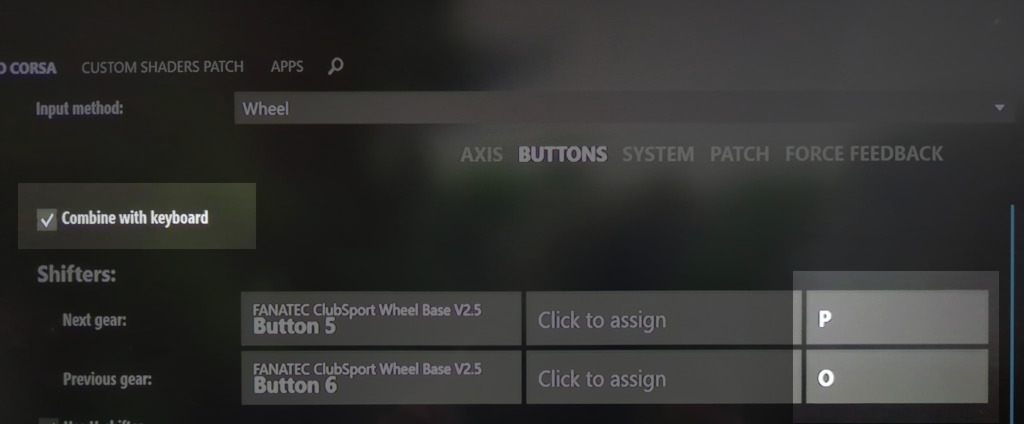 O CORSA CUSTOM SHADERS PATCH APPS
Input method: Wheel
AXIS BUTTONS SYSTEM PATCH FORCE FEEDBACK
Combine with keyboard
Shifters:
Next gear: FANATEC ClubSport Wheel Base V2.5 Button 5 Click to assign P
Previous gear: FANATEC ClubSport Wheel Base V2.5 Button 6 Click to assign O